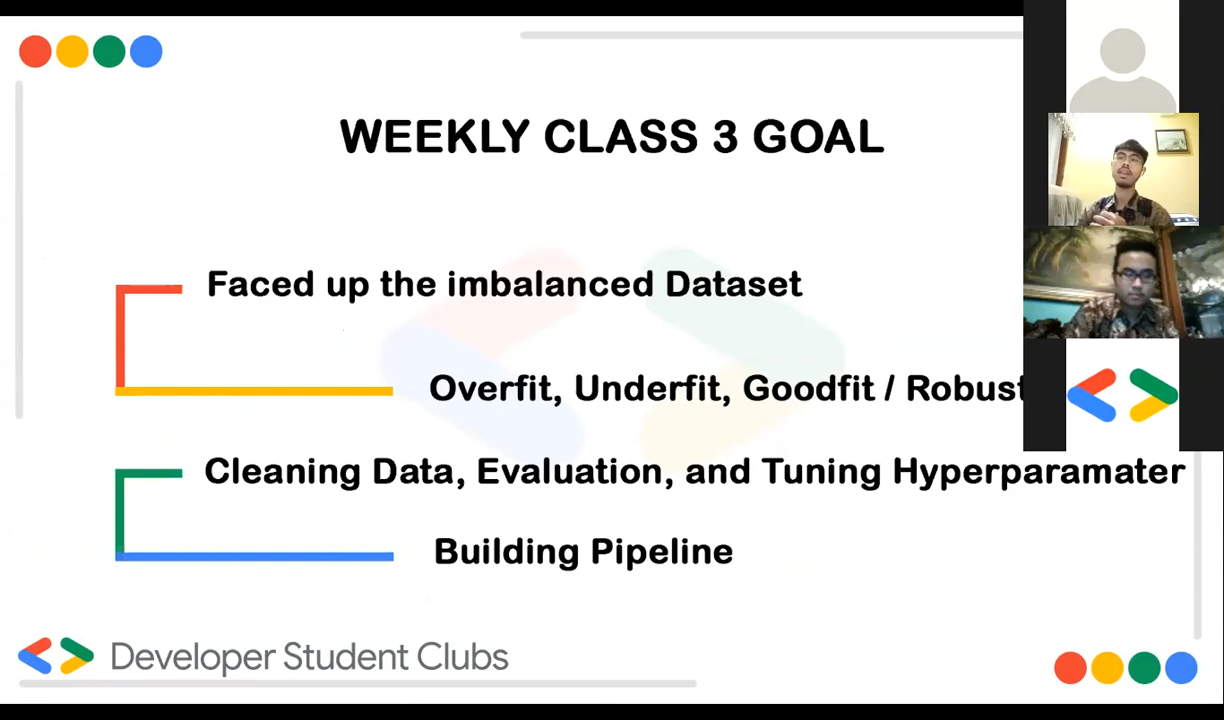 WEEKLY CLASS 3 GOAL
Faced up the imbalanced Dataset
Overfit, Underfit, Goodfit / Robust
Cleaning Data, Evaluation, and Tuning Hyperparamater
Building Pipeline
Developer Student Clubs